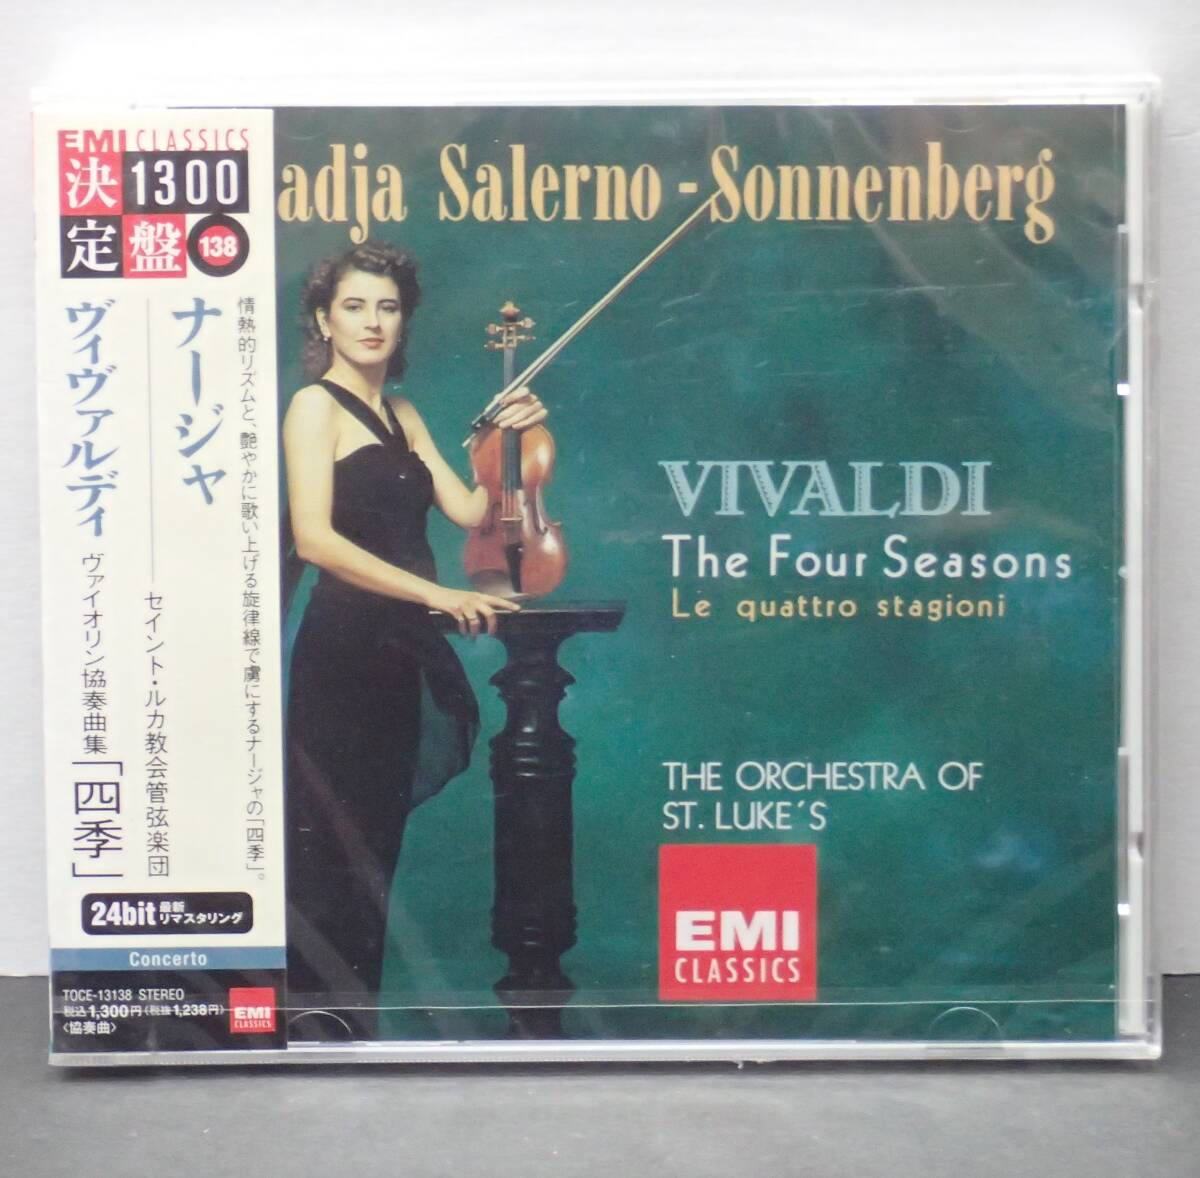 EMI CLASSICS
決定盤
1300
138
情熱的リズムと、艶やかに歌い上げる旋律線で虜にするナージャの「四季」。
ナージャ
セイント・ルカ教会管弦楽団
ヴィヴァルディ
ヴァイオリン協奏曲集「四季」
24bit 最新リマスタリング
Concerto
TOCE-13138 STEREO
税込1,300円〈税抜1,238円〉
〈協奏曲〉
EMI
CLASSICS
adja Salerno-Sonnenberg
VIVALDI
The Four Seasons
Le quattro stagioni
THE ORCHESTRA OF
ST. LUKE'S
EMI
CLASSICS